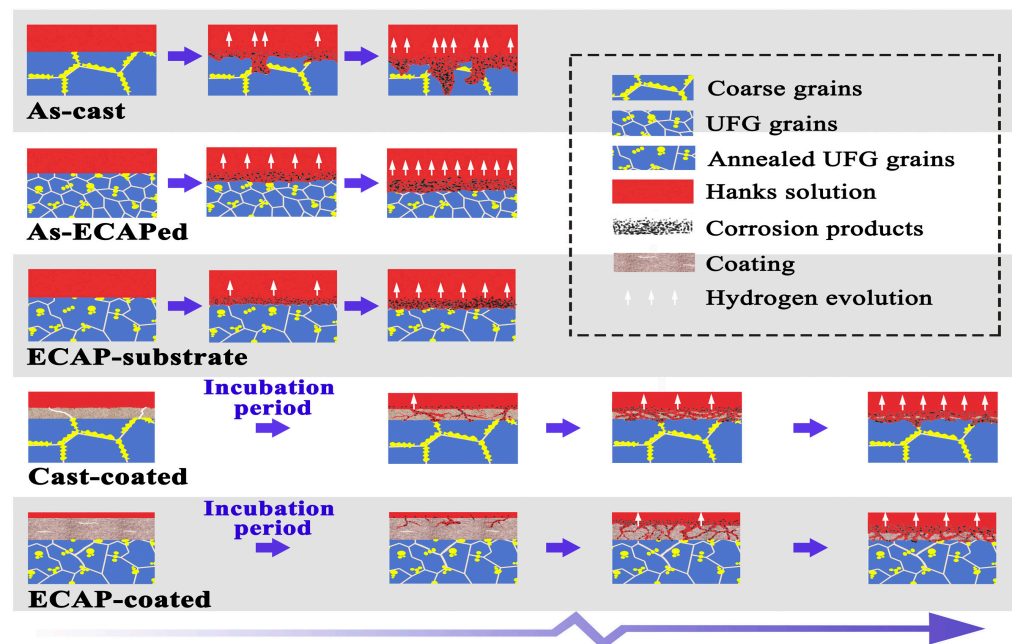 As-cast
As-ECAPed
ECAP-substrate
Incubation
period
Cast-coated
Incubation
period
ECAP-coated
Coarse grains
UFG grains
Annealed UFG grains
Hanks solution
Corrosion products
Coating
Hydrogen evolution